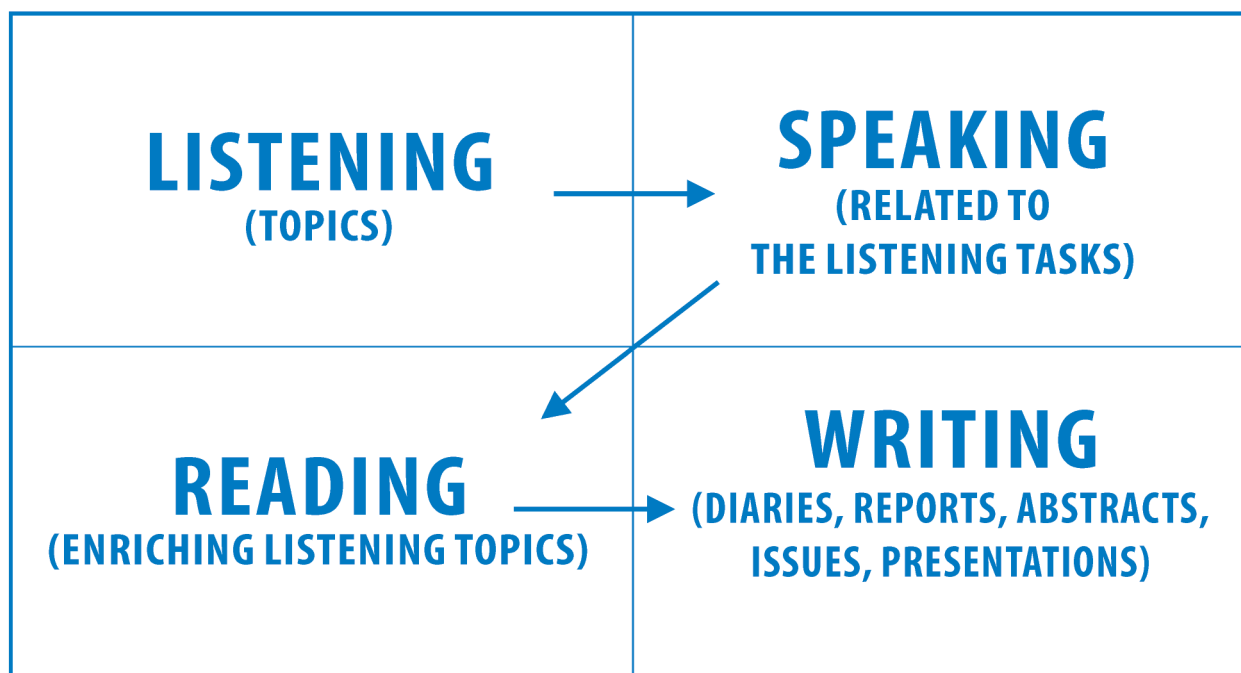 LISTENING
(TOPICS)
SPEAKING
(RELATED TO
THE LISTENING TASKS)
READING
(ENRICHING LISTENING TOPICS)
WRITING
(DIARIES, REPORTS, ABSTRACTS,
ISSUES, PRESENTATIONS)